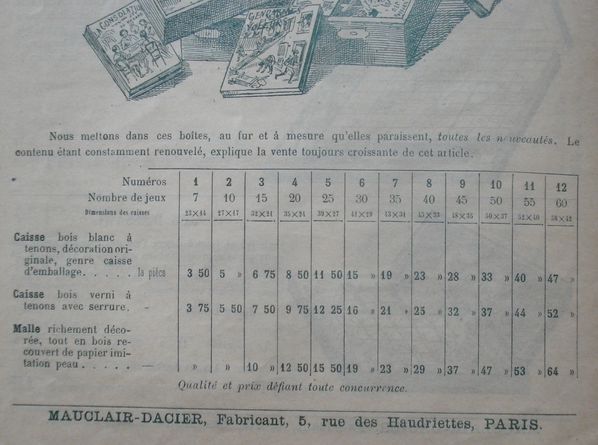 CONSOLATION
Nous mettons dans ces boîtes, au fur et à mesure qu'elles paraissent, toutes les nouveautés. Le
contenu étant constamment renouvelé, explique la vente toujours croissante de cet article.
Numéros 1 2 3 4 5 6 7 8 9 10 11 12
Nombre de jeux 7 10 15 20 25 30 35 40 45 50 55 60
Dimensions des caisses
Caisse bois blanc à
tenons, décoration ori-
ginale, genre caisse
d'emballage. . . . . la pièce 3 50 5 » 6 75 8 50 11 50 15 » 19 » 23 » 28 » 33 » 40 » 47 »
Caisse bois verni à
tenons avec serrure. - 3 75 5 50 7 50 9 75 12 25 16 » 21 » 25 » 32 » 37 » 44 » 52 »
Malle richement déco-
rée, tout en bois re-
couvert de papier imi-
tation peau . . . . . - » » 10 » 12 50 15 50 19 » 23 » 29 » 37 » 47 » 53 » 64 »
Qualité et prix défiant toute concurrence.
MAUCLAIR-DACIER, Fabricant, 5, rue des Haudriettes, PARIS.